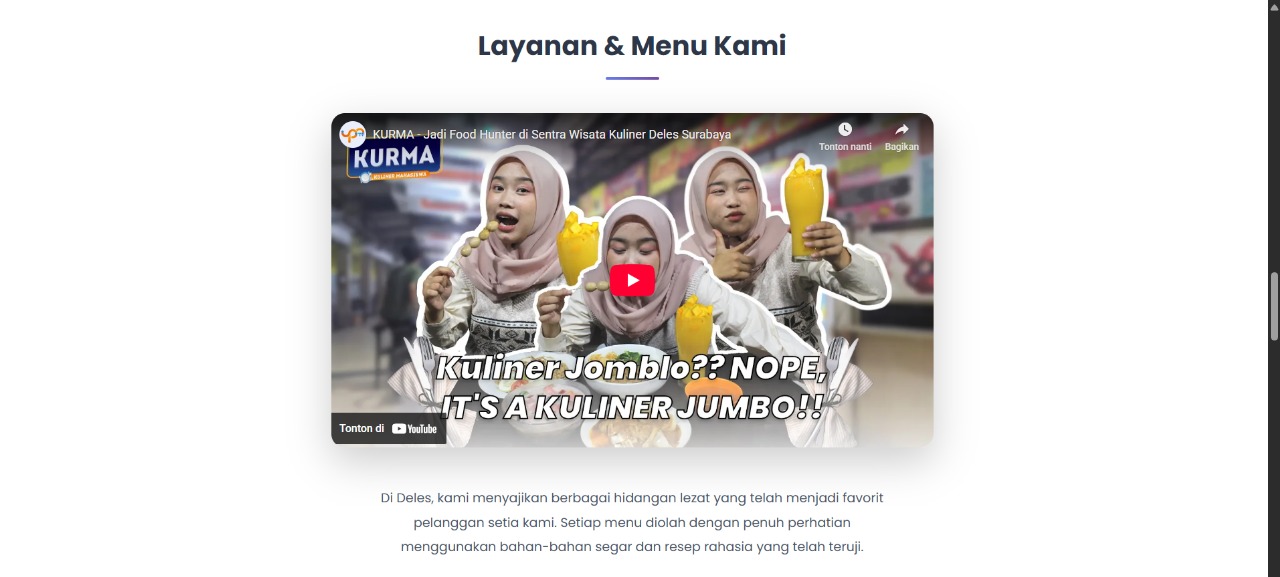 Layanan & Menu Kami
KURMA - Jadi Food Hunter di Sentra Wisata Kuliner Deles Surabaya
Tonton nanti
Bagikan
KURMA
KULINER MAHASISWA
Kuliner Jomblo?? NOPE,
IT'S A KULINER JUMBO!!
Tonton di YouTube
Di Deles, kami menyajikan berbagai hidangan lezat yang telah menjadi favorit
pelanggan setia kami. Setiap menu diolah dengan penuh perhatian
menggunakan bahan-bahan segar dan resep rahasia yang telah teruji.